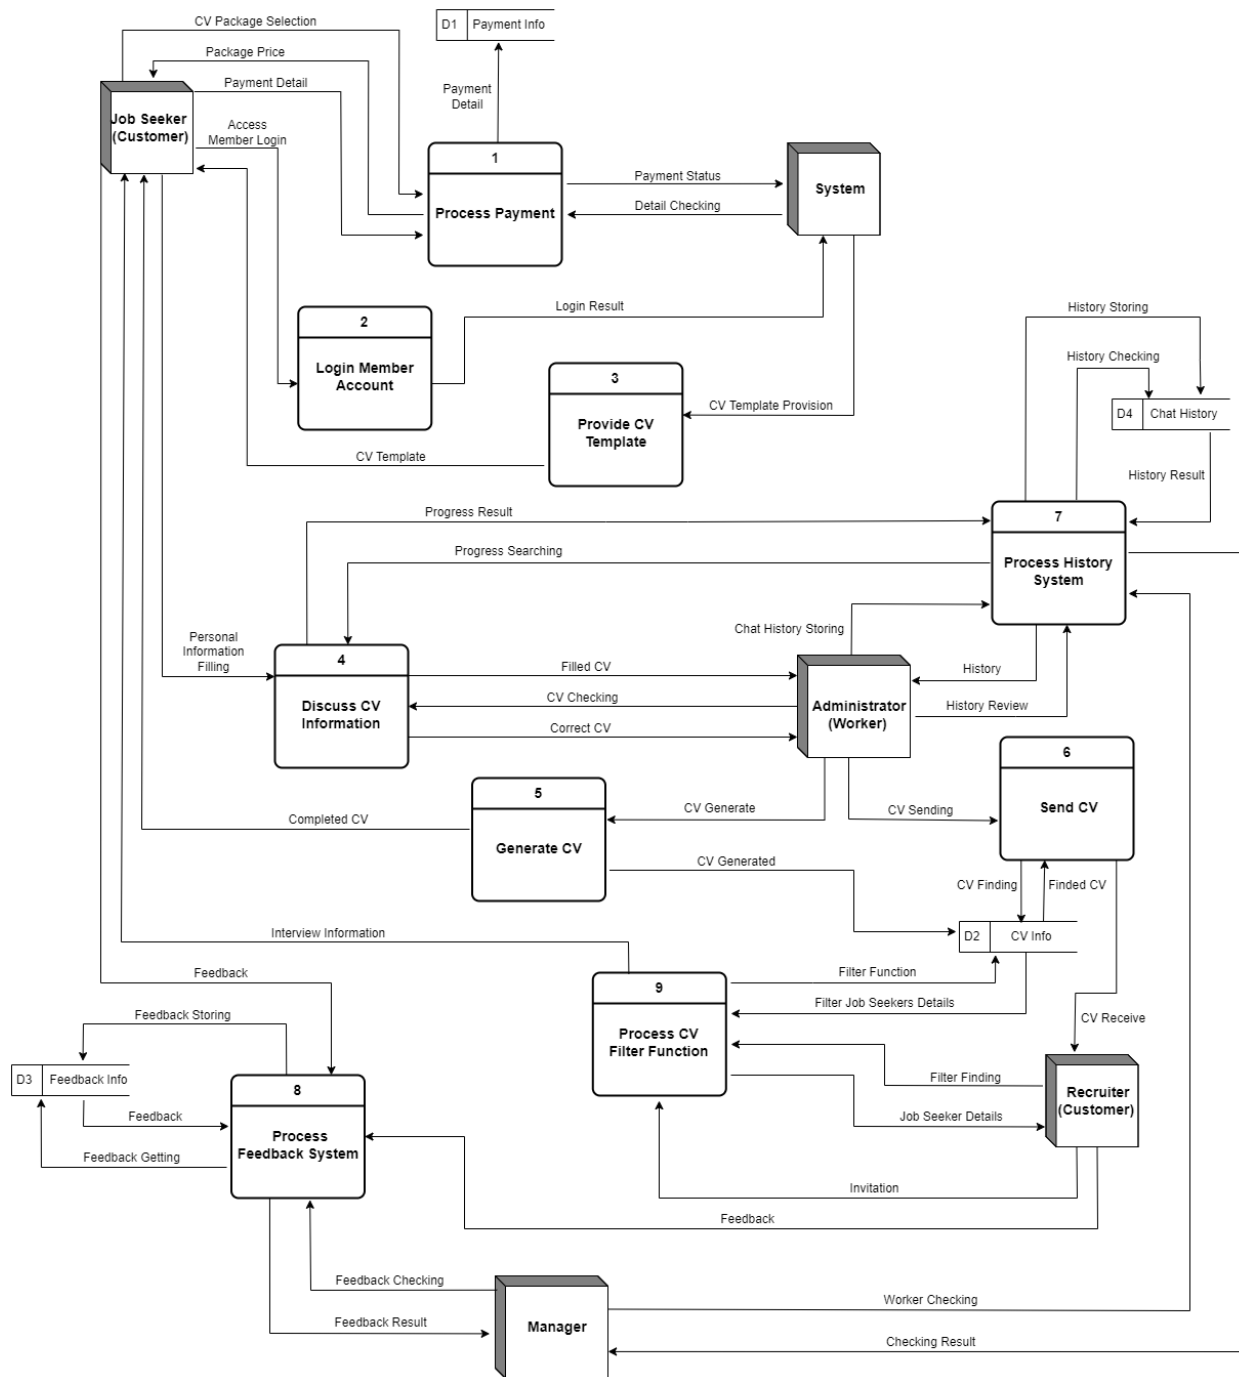 CV Package Selection
D1 Payment Info
Package Price
Payment Detail
Payment
Detail
Job Seeker
(Customer)
Access
Member Login
1
Process Payment
Payment Status
Detail Checking
System
2
Login Member
Account
Login Result
3
Provide CV
Template
CV Template Provision
CV Template
History Storing
History Checking
D4 Chat History
History Result
Progress Result
Progress Searching
7
Process History
System
Personal
Information
Filling
4
Discuss CV
Information
Filled CV
CV Checking
Correct CV
Chat History Storing
Administrator
(Worker)
History
History Review
5
Generate CV
CV Generate
CV Sending
6
Send CV
Completed CV
CV Generated
CV Finding
Finded CV
D2 CV Info
Interview Information
Filter Function
Filter Job Seekers Details
CV Receive
9
Process CV
Filter Function
Filter Finding
Job Seeker Details
Recruiter
(Customer)
Invitation
Feedback
Feedback
Feedback Storing
D3 Feedback Info
Feedback
Feedback Getting
8
Process
Feedback System
Feedback Checking
Feedback Result
Manager
Worker Checking
Checking Result